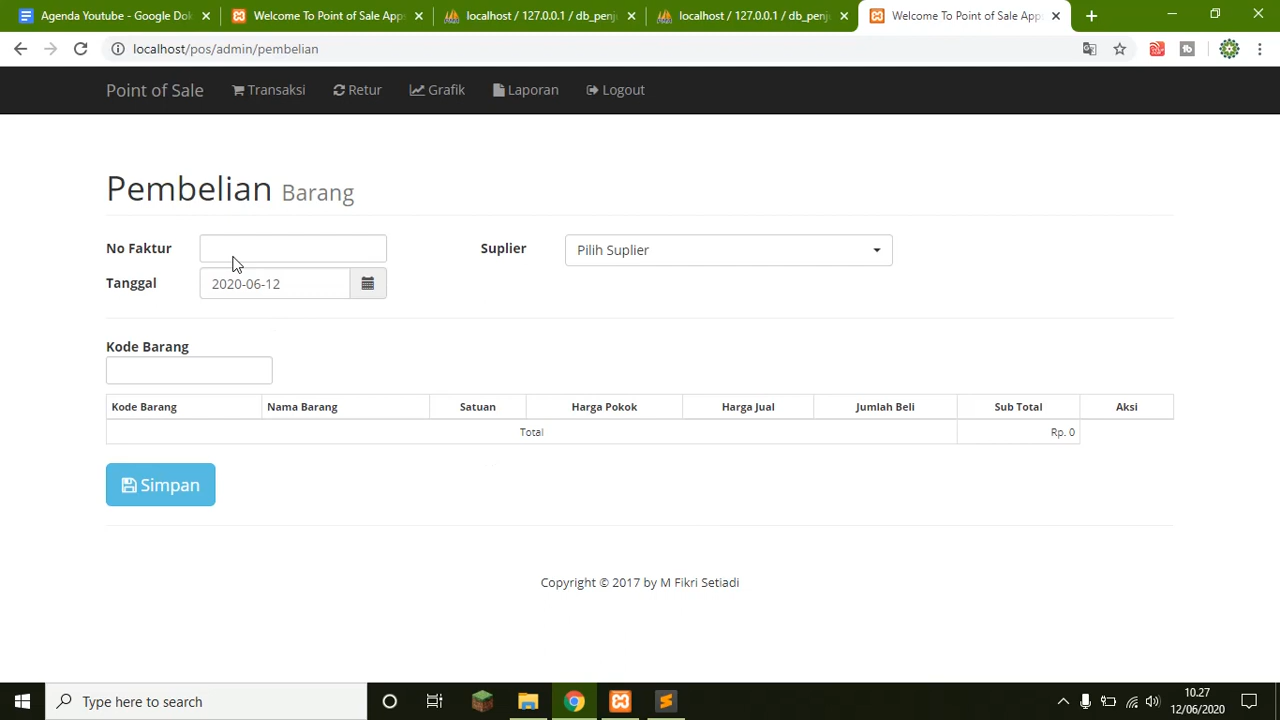 Agenda Youtube - Google Dok
Welcome To Point of Sale Apps
localhost / 127.0.0.1 / db_penju
localhost / 127.0.0.1 / db_penju
Welcome To Point of Sale Apps
localhost/pos/admin/pembelian
Point of Sale Transaksi Retur Grafik Laporan Logout
Pembelian Barang
No Faktur
Suplier Pilih Suplier
Tanggal 2020-06-12
Kode Barang
Kode Barang Nama Barang Satuan Harga Pokok Harga Jual Jumlah Beli Sub Total Aksi
Total Rp. 0
Simpan
Copyright © 2017 by M Fikri Setiadi
Type here to search
10.27
12/06/2020